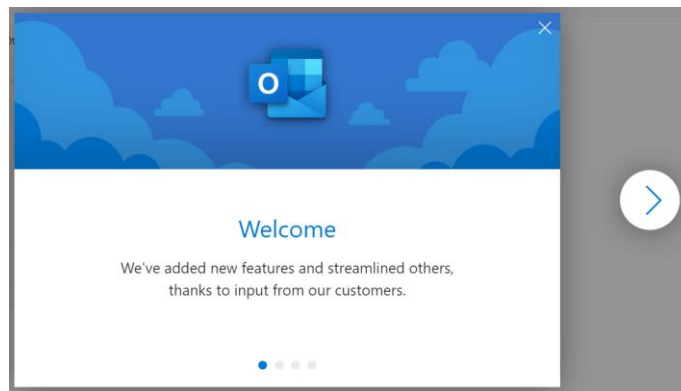 O
Welcome
We've added new features and streamlined others,
thanks to input from our customers.